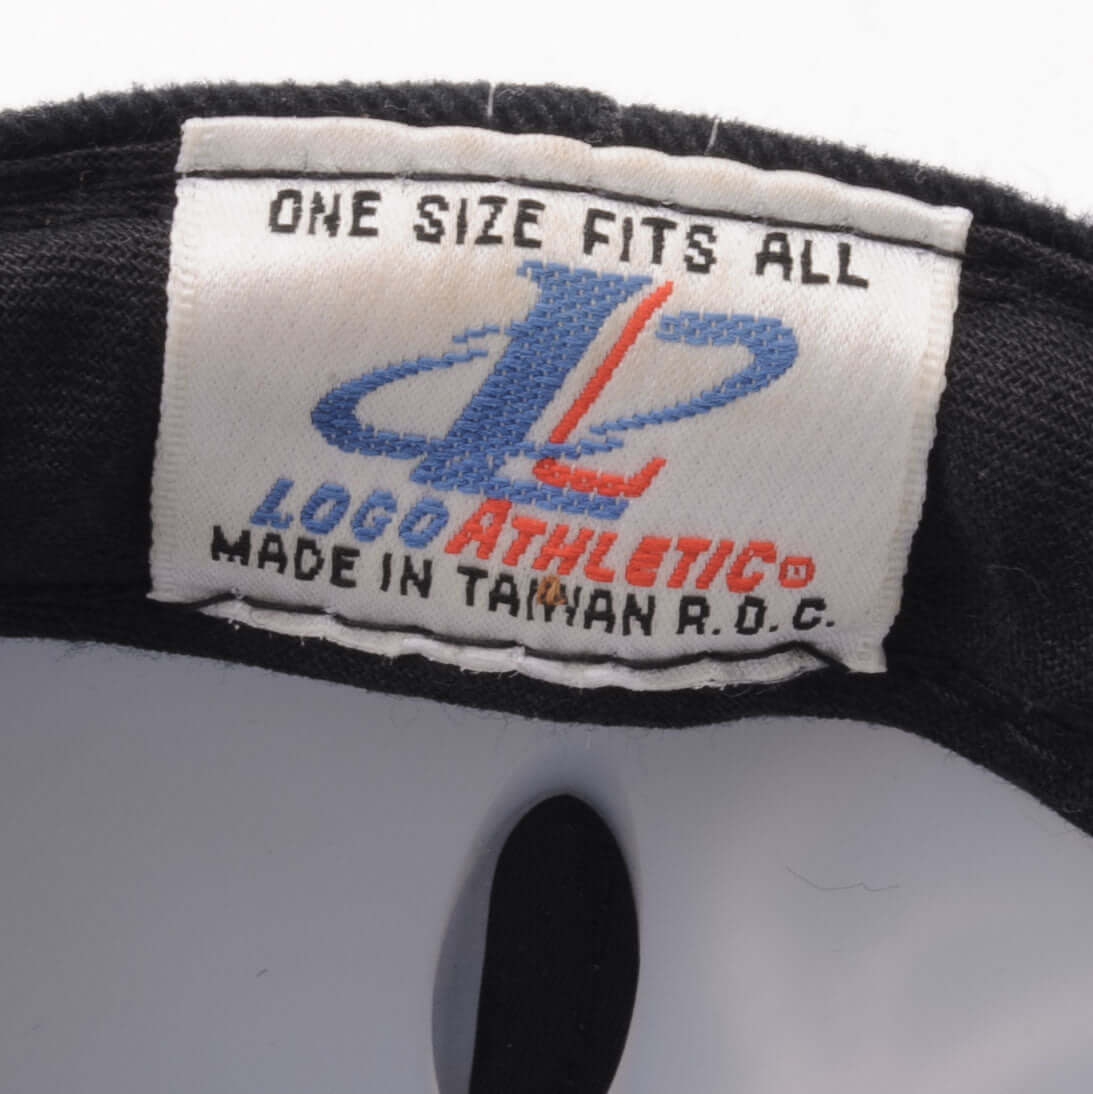 ONE SIZE FITS ALL
L
LOGO ATHLETIC®
MADE IN TAIWAN R.O.C.